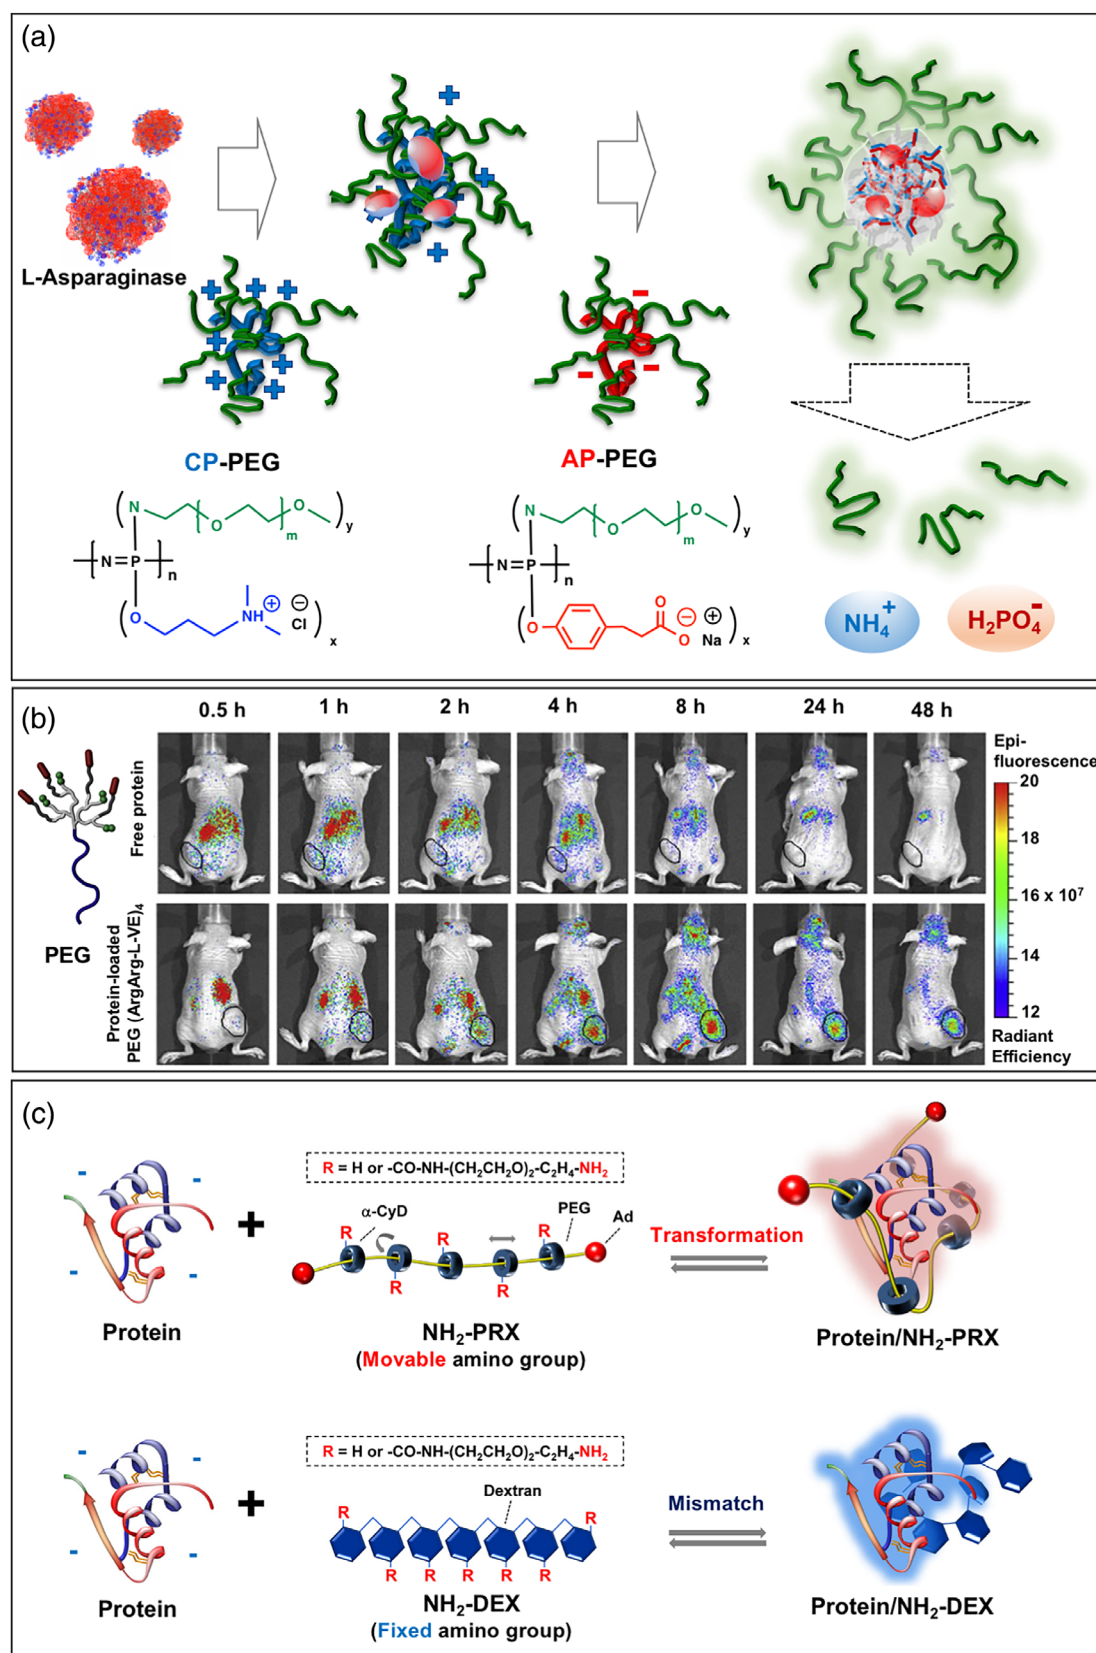 (a)
L-Asparaginase
CP-PEG
AP-PEG
( N O m O ) y
[ N=P ] n
( O NH ⊕ ⊖ Cl ) x
( N O m O ) y
[ N=P ] n
( O O O ⊖ ⊕ Na ) x
NH₄⁺
H₂PO₄⁻
(b)
0.5 h 1 h 2 h 4 h 8 h 24 h 48 h
PEG
Free protein
Protein-loaded
PEG (ArgArg-L-VE)₄
Epi-
fluorescence
20
18
16 x 10⁷
14
12
Radiant
Efficiency
(c)
R = H or -CO-NH-(CH₂CH₂O)₂-C₂H₄-NH₂
α-CyD
PEG
Ad
R R R
R R
Transformation
Protein
+
NH₂-PRX
(Movable amino group)
Protein/NH₂-PRX
R = H or -CO-NH-(CH₂CH₂O)₂-C₂H₄-NH₂
Dextran
R R
R R R R R
Mismatch
Protein
+
NH₂-DEX
(Fixed amino group)
Protein/NH₂-DEX